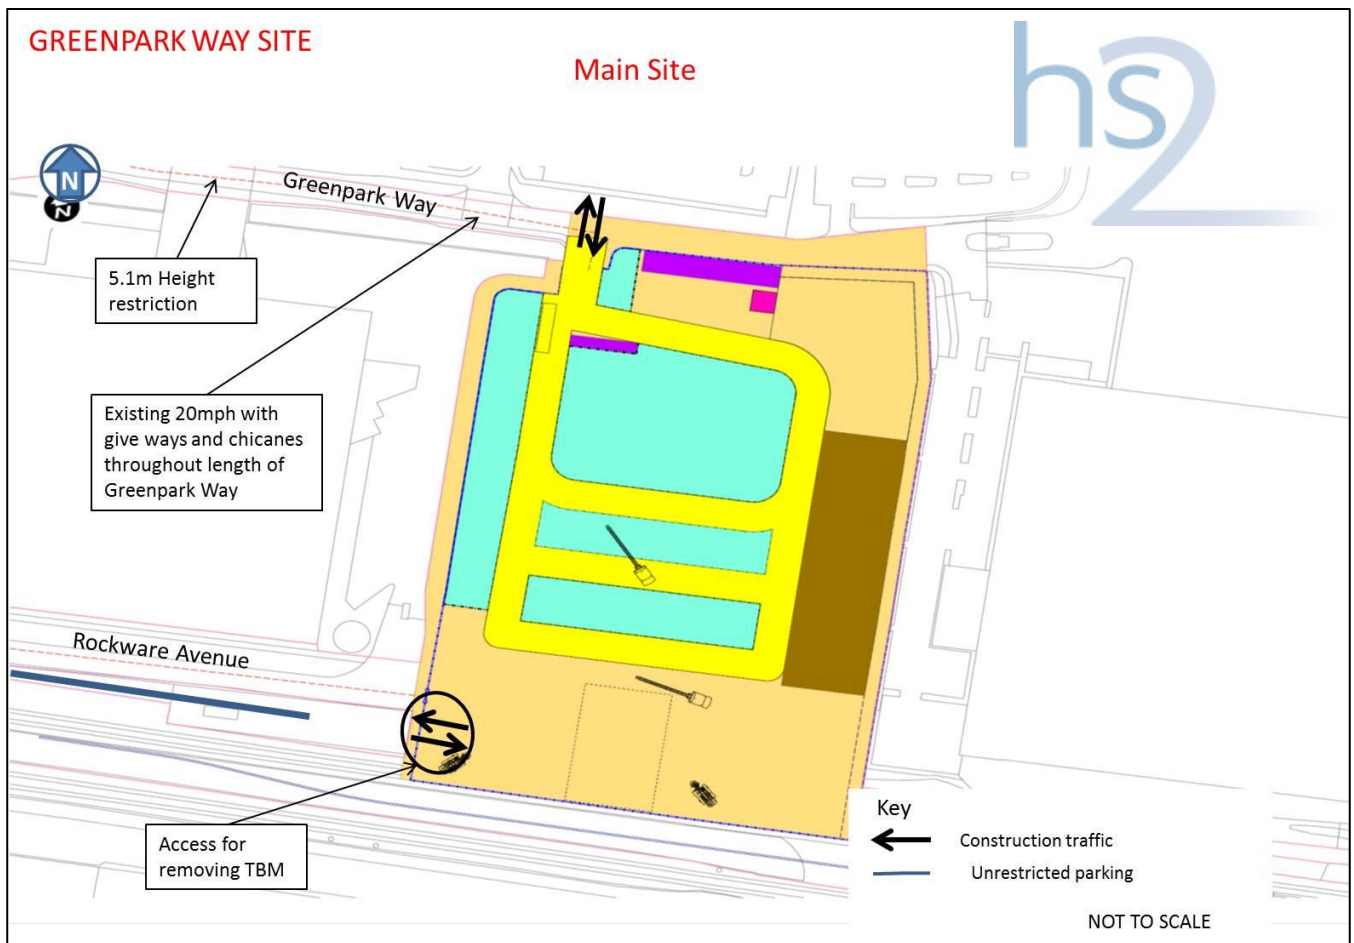 GREENPARK WAY SITE
Main Site
hs2
N
N
Greenpark Way
5.1m Height
restriction
Existing 20mph with
give ways and chicanes
throughout length of
Greenpark Way
Rockware Avenue
Access for
removing TBM
Key
Construction traffic
Unrestricted parking
NOT TO SCALE